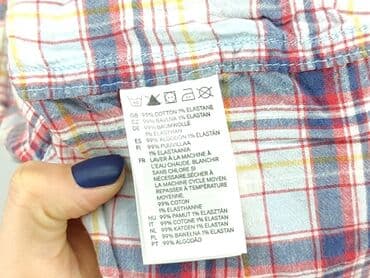 GB 99% COTTON 1% ELASTANE
CZ 99% BAVLNA 1% ELASTAN
DE 99% BAUMWOLLE
1% ELASTHAN
ES 99% ALGODÓN 1% ELASTÁN
FI 99% PUUVILLAA
1% ELASTAANIA
FR LAVER À LA MACHINE À
L'EAU CHAUDE. BLANCHIR
SANS CHLORE SI
NÉCESSAIRE. SÉCHER À
LA MACHINE CYCLE MOYEN.
REPASSER À TEMPÉRATURE
MOYENNE.
99% COTON
1% ÉLASTHANNE
HU 99% PAMUT 1% ELASZTÁN
IT 99% COTONE 1% ELASTAN
NL 99% KATOEN 1% ELASTAN
PL 99% BAWEŁNA 1% ELASTAN
PT 99% ALGODÃO